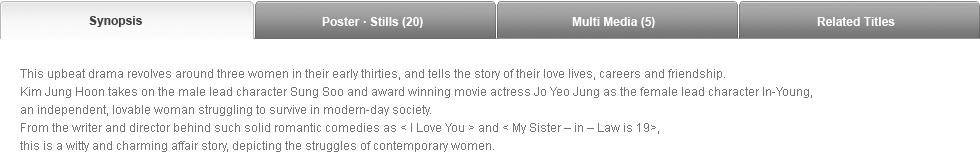 Synopsis
Poster · Stills (20)
Multi Media (5)
Related Titles
This upbeat drama revolves around three women in their early thirties, and tells the story of their love lives, careers and friendship.
Kim Jung Hoon takes on the male lead character Sung Soo and award winning movie actress Jo Yeo Jung as the female lead character In-Young,
an independent, lovable woman struggling to survive in modern-day society.
From the writer and director behind such solid romantic comedies as < I Love You > and < My Sister – in – Law is 19>,
this is a witty and charming affair story, depicting the struggles of contemporary women.